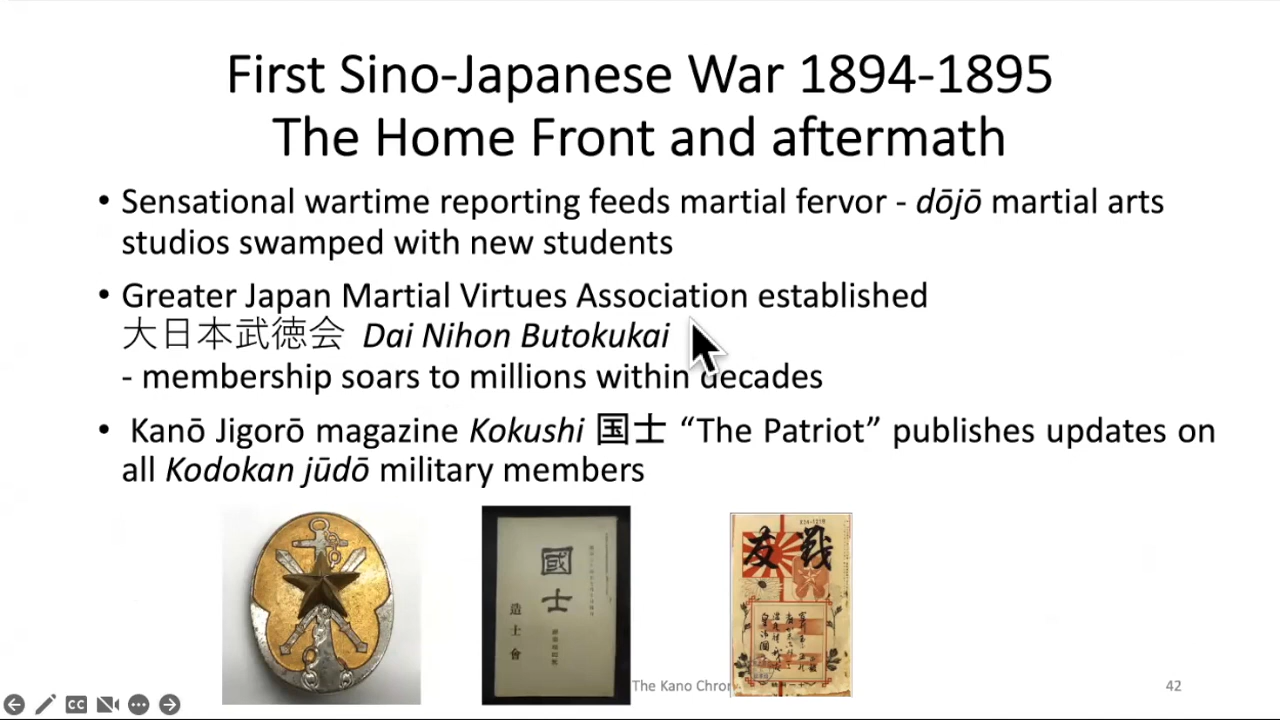 First Sino-Japanese War 1894-1895
The Home Front and aftermath
• Sensational wartime reporting feeds martial fervor - dōjō martial arts
studios swamped with new students
• Greater Japan Martial Virtues Association established
大日本武徳会 Dai Nihon Butokukai
- membership soars to millions within decades
• Kanō Jigorō magazine Kokushi 国士 “The Patriot” publishes updates on
all Kodokan jūdō military members
國士
造士會
友戦
The Kano Chron
42
CC